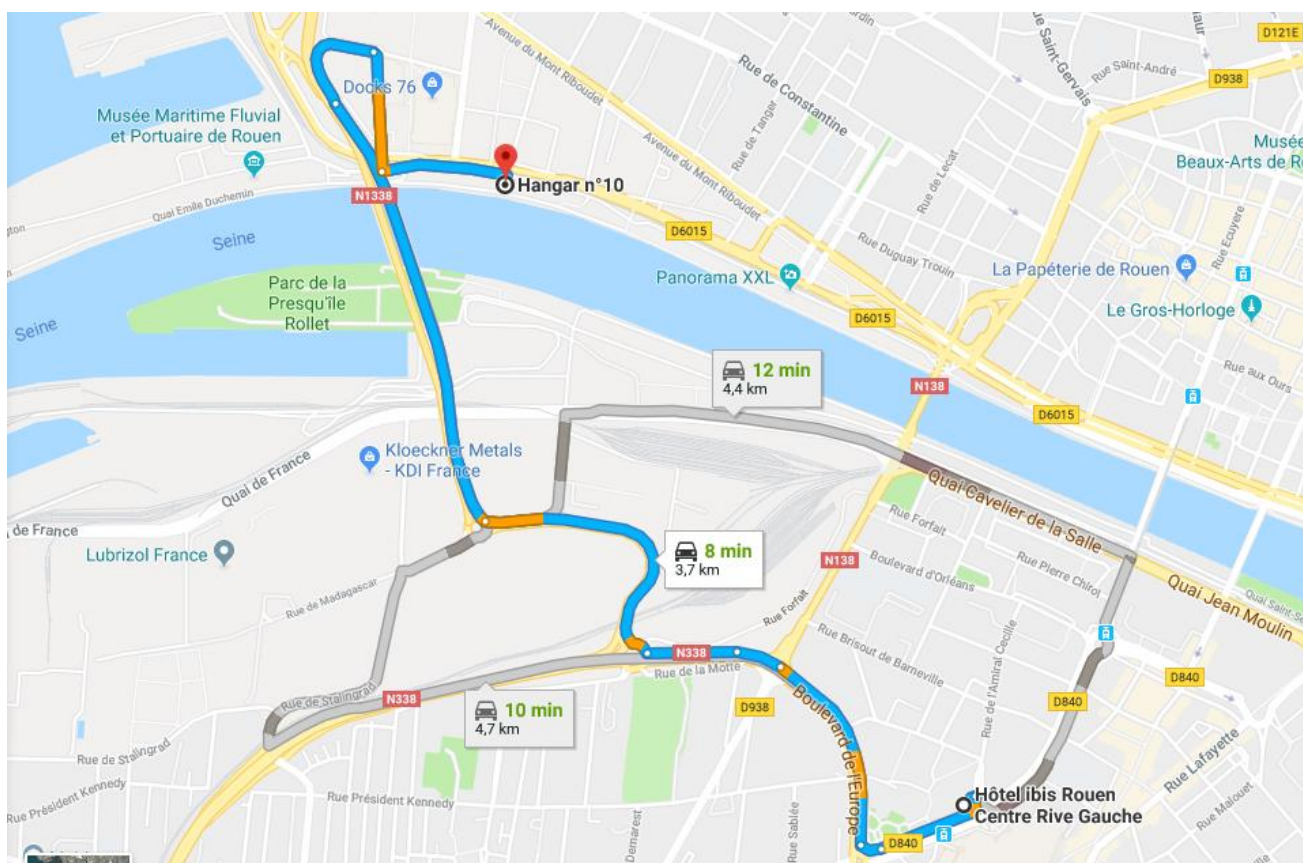 D121E
Avenue du Mont Riboudet
Rue Saint-Gervais
Rue Saint-André
D938
Rue de Constantine
Docks 76
Musée Maritime Fluvial
et Portuaire de Rouen
Rue de Tanger
Musée
Beaux-Arts de R
Avenue du Mont Riboudet
Rue de Lecat
Hangar n°10
N1338
Quai Emile Duchemin
Seine
D6015
Rue Ecuyere
Rue Duguay Trouin
La Papéterie de Rouen
Panorama XXL
Parc de la
Presqu'île
Rollet
Le Gros-Horloge
Seine
D6015
12 min
4,4 km
Rue aux Ours
N138
D6015
Kloeckner Metals
- KDI France
Quai de France
Quai Cavelier de la Salle
i de France
Rue Forfait
Lubrizol France
8 min
3,7 km
N138
Boulevard d'Orléans
Rue Pierre Chirot
Quai Jean Moulin
Rue de Madagascar
Rue Forfait
Rue Brisout de Barneville
N338
Rue de la Motte
Rue de l'Amiral Cecille
D840
Rue de Stalingrad
N338
D840
10 min
4,7 km
D938
Boulevard de l'Europe
Rue de Stalingrad
Rue Lafayette
Rue Président Kennedy
Hôtel ibis Rouen
Centre Rive Gauche
Rue Malouet
Rue Président Kennedy
Demarest
Rue Sablée
D840